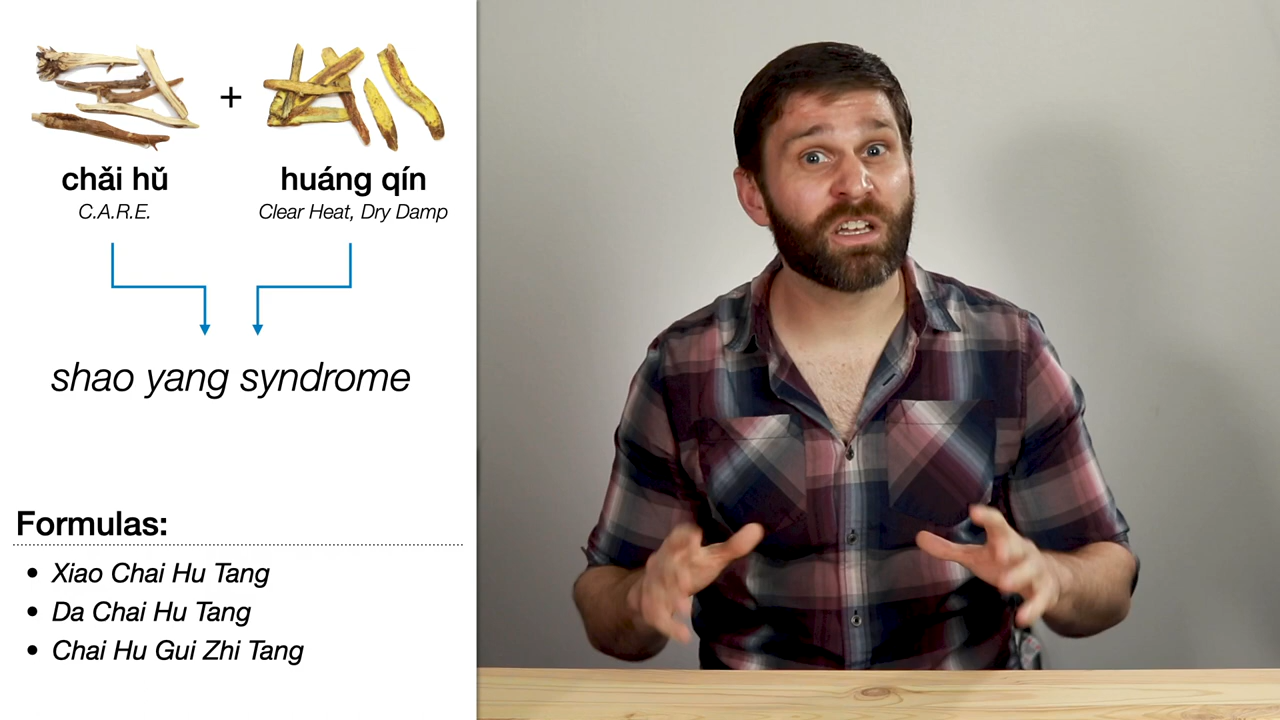 +
chǎi hǔ
huáng qín
C.A.R.E.
Clear Heat, Dry Damp
shao yang syndrome
Formulas:
• Xiao Chai Hu Tang
• Da Chai Hu Tang
• Chai Hu Gui Zhi Tang